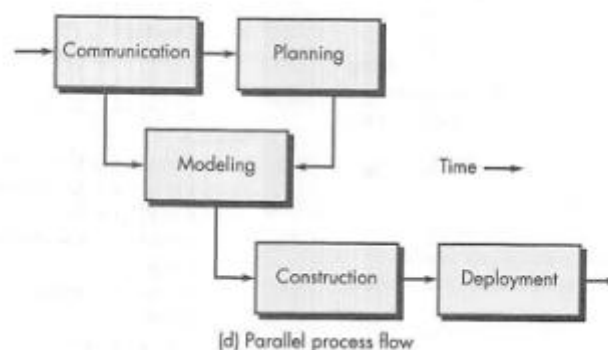 Communication
Planning
Modeling
Time
Construction
Deployment
(d) Parallel process flow